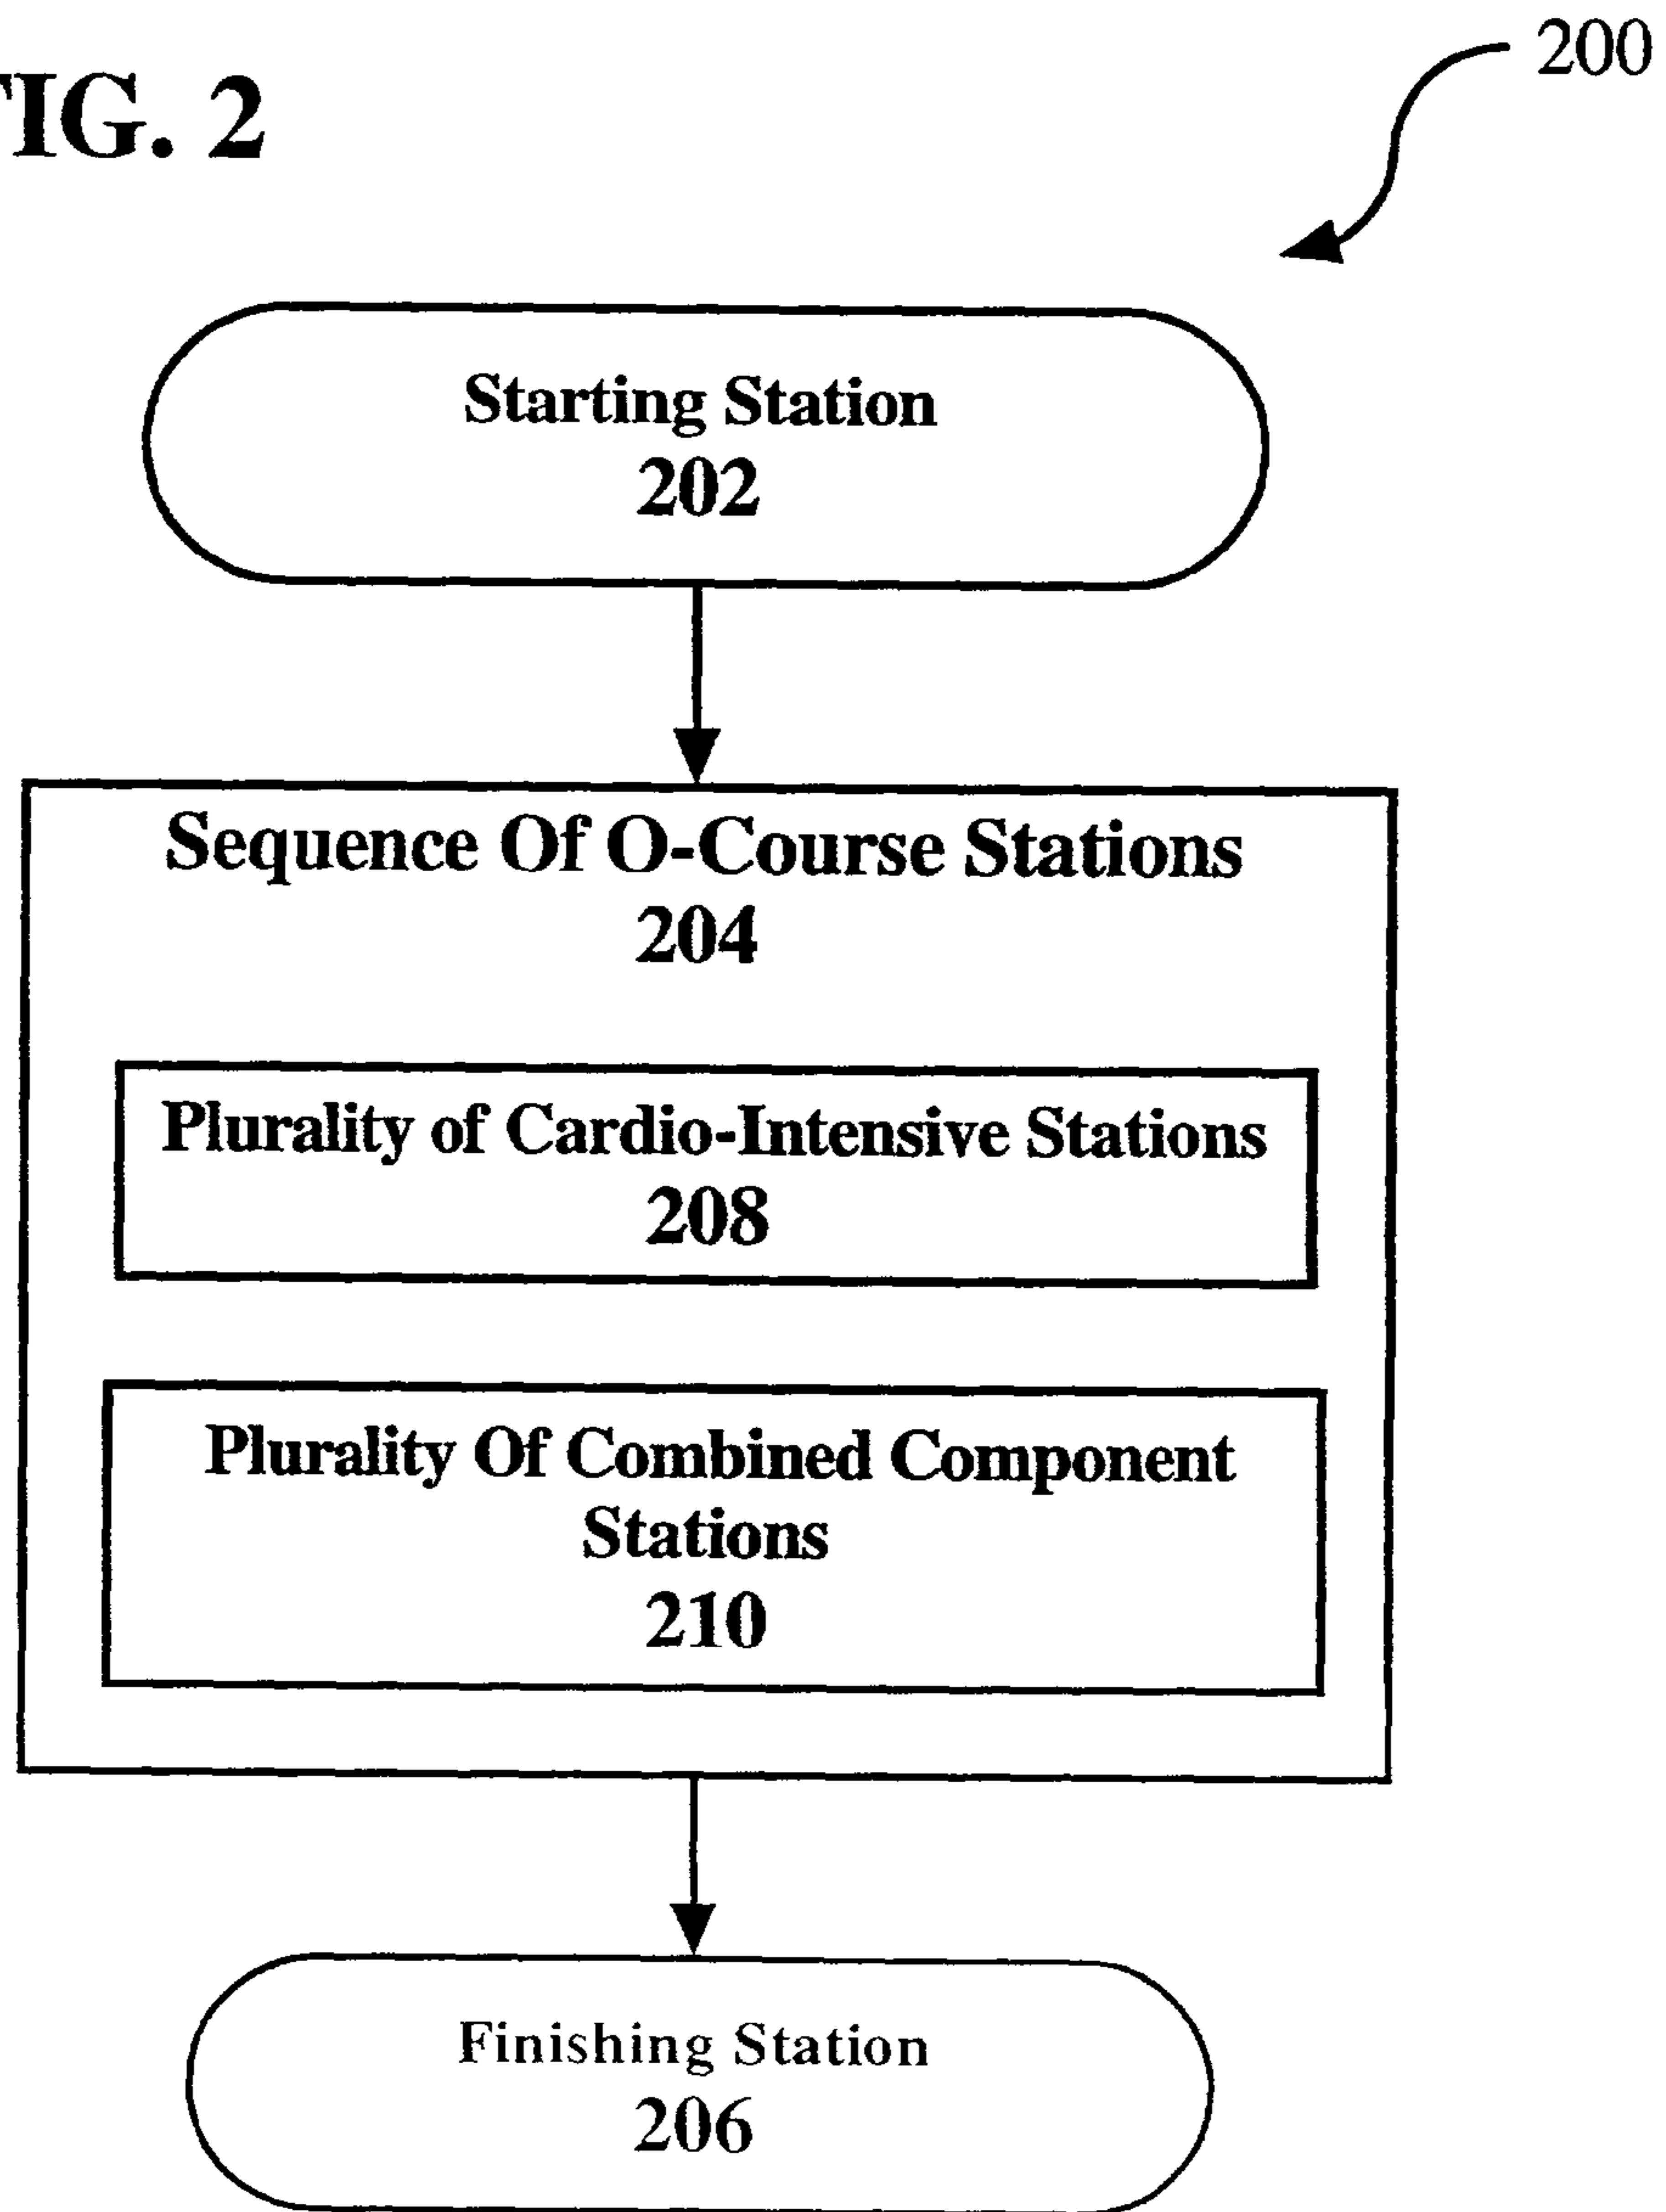 200
FIG. 2
Starting Station
202
Sequence Of O-Course Stations
204
Plurality of Cardio-Intensive Stations
208
Plurality Of Combined Component
Stations
210
Finishing Station
206